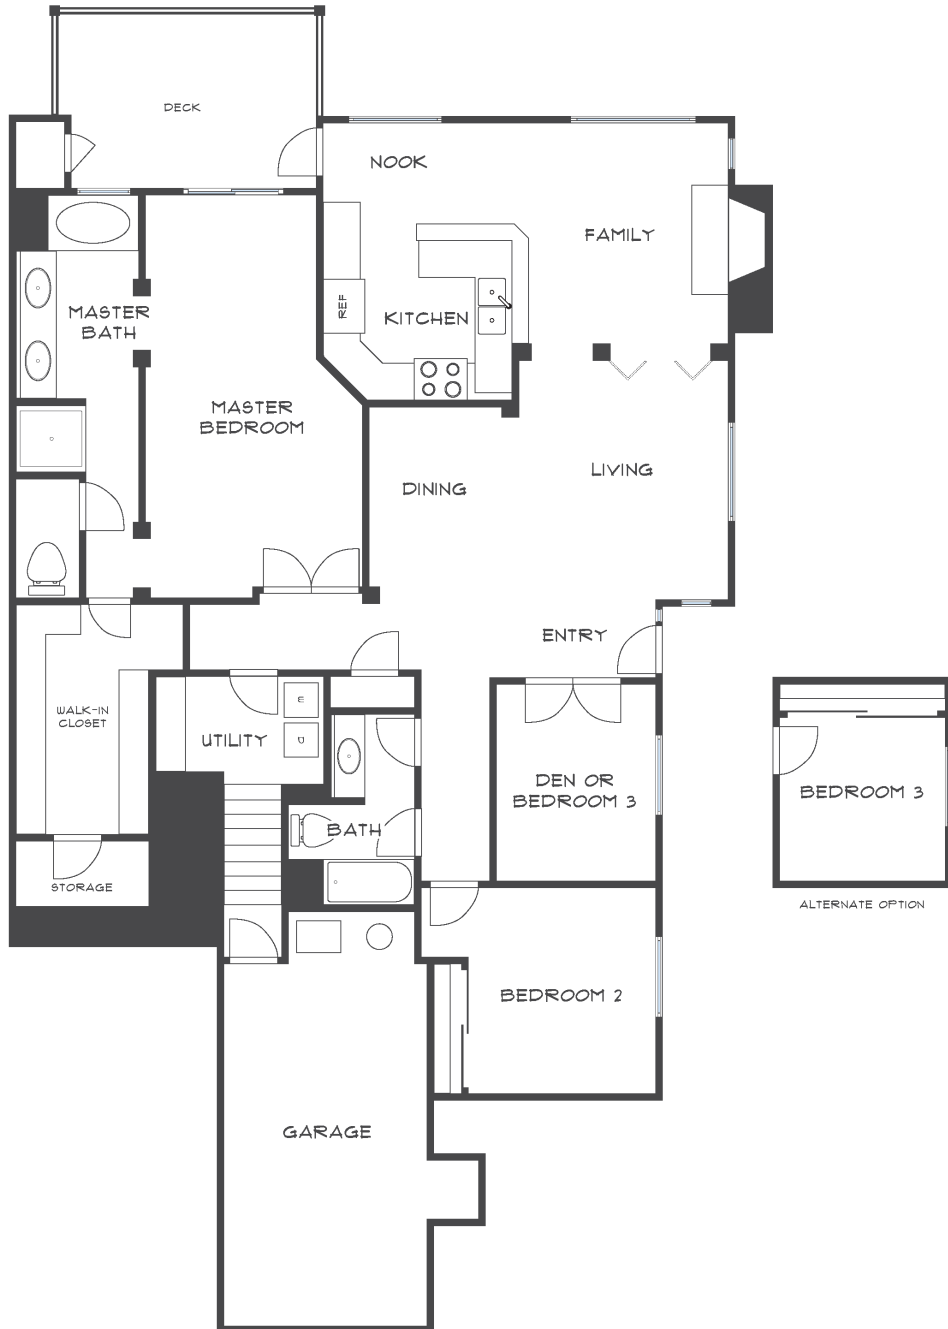 DECK
NOOK
FAMILY
REF
KITCHEN
MASTER
BATH
MASTER
BEDROOM
LIVING
DINING
ENTRY
WALK-IN
CLOSET
UTILITY
D
DEN OR
BEDROOM 3
BEDROOM 3
BATH
STORAGE
ALTERNATE OPTION
BEDROOM 2
GARAGE